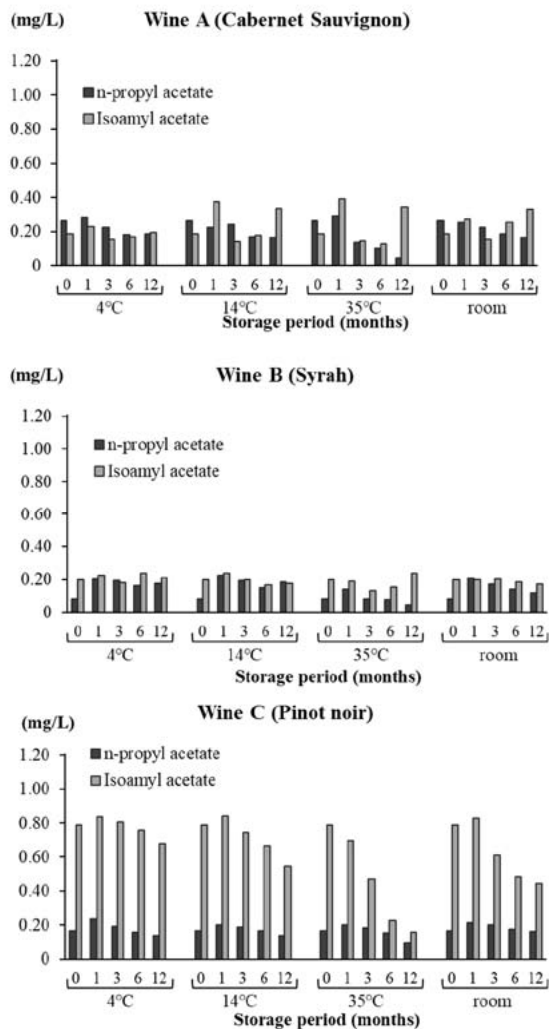 (mg/L) Wine A (Cabernet Sauvignon)
1.20
1.00
■ n-propyl acetate
0.80
■ Isoamyl acetate
0.60
0.40
0.20
0
0 1 3 6 12 0 1 3 6 12 0 1 3 6 12 0 1 3 6 12
4°C 14°C 35°C room
Storage period (months)
(mg/L) Wine B (Syrah)
1.20
1.00
■ n-propyl acetate
0.80
■ Isoamyl acetate
0.60
0.40
0.20
0
0 1 3 6 12 0 1 3 6 12 0 1 3 6 12 0 1 3 6 12
4°C 14°C 35°C room
Storage period (months)
(mg/L) Wine C (Pinot noir)
1.20
■ n-propyl acetate
1.00
■ Isoamyl acetate
0.80
0.60
0.40
0.20
0.00
0 1 3 6 12 0 1 3 6 12 0 1 3 6 12 0 1 3 6 12
4°C 14°C 35°C room
Storage period (months)